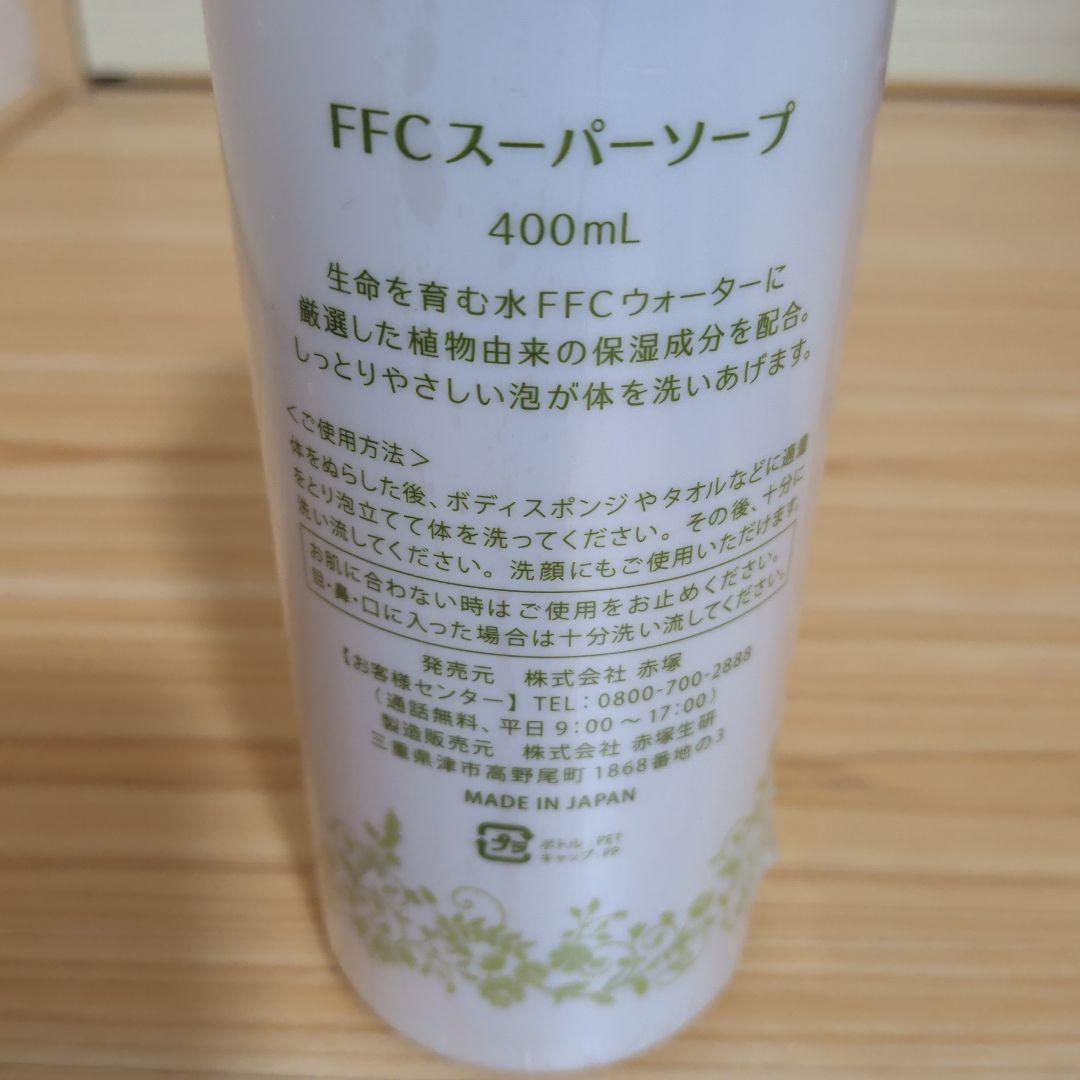 FFCスーパーソープ
400mL
生命を育む水FFCウォーターに
厳選した植物由来の保湿成分を配合。
しっとりやさしい泡が体を洗いあげます。
＜ご使用方法＞
体をぬらした後、ボディスポンジやタオルなどに適量
をとり泡立てて体を洗ってください。その後、十分に
洗い流してください。洗顔にもご使用いただけます。
お肌に合わない時はご使用をお止めください。
目・鼻・口に入った場合は十分洗い流してください。
発売元 株式会社 赤塚
【お客様センター】TEL：0800-700-2888
（通話無料、平日 9：00～17：00）
製造販売元 株式会社 赤塚生研
三重県津市高野尾町1868番地の3
MADE IN JAPAN
プラ ボトル：PET
キャップ：PP